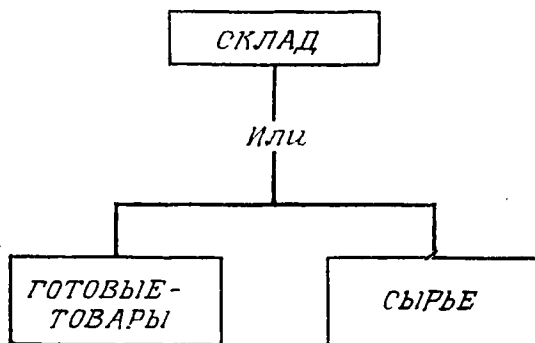 СКЛАД
Или
ГОТОВЫЕ-
ТОВАРЫ
СЫРЬЕ